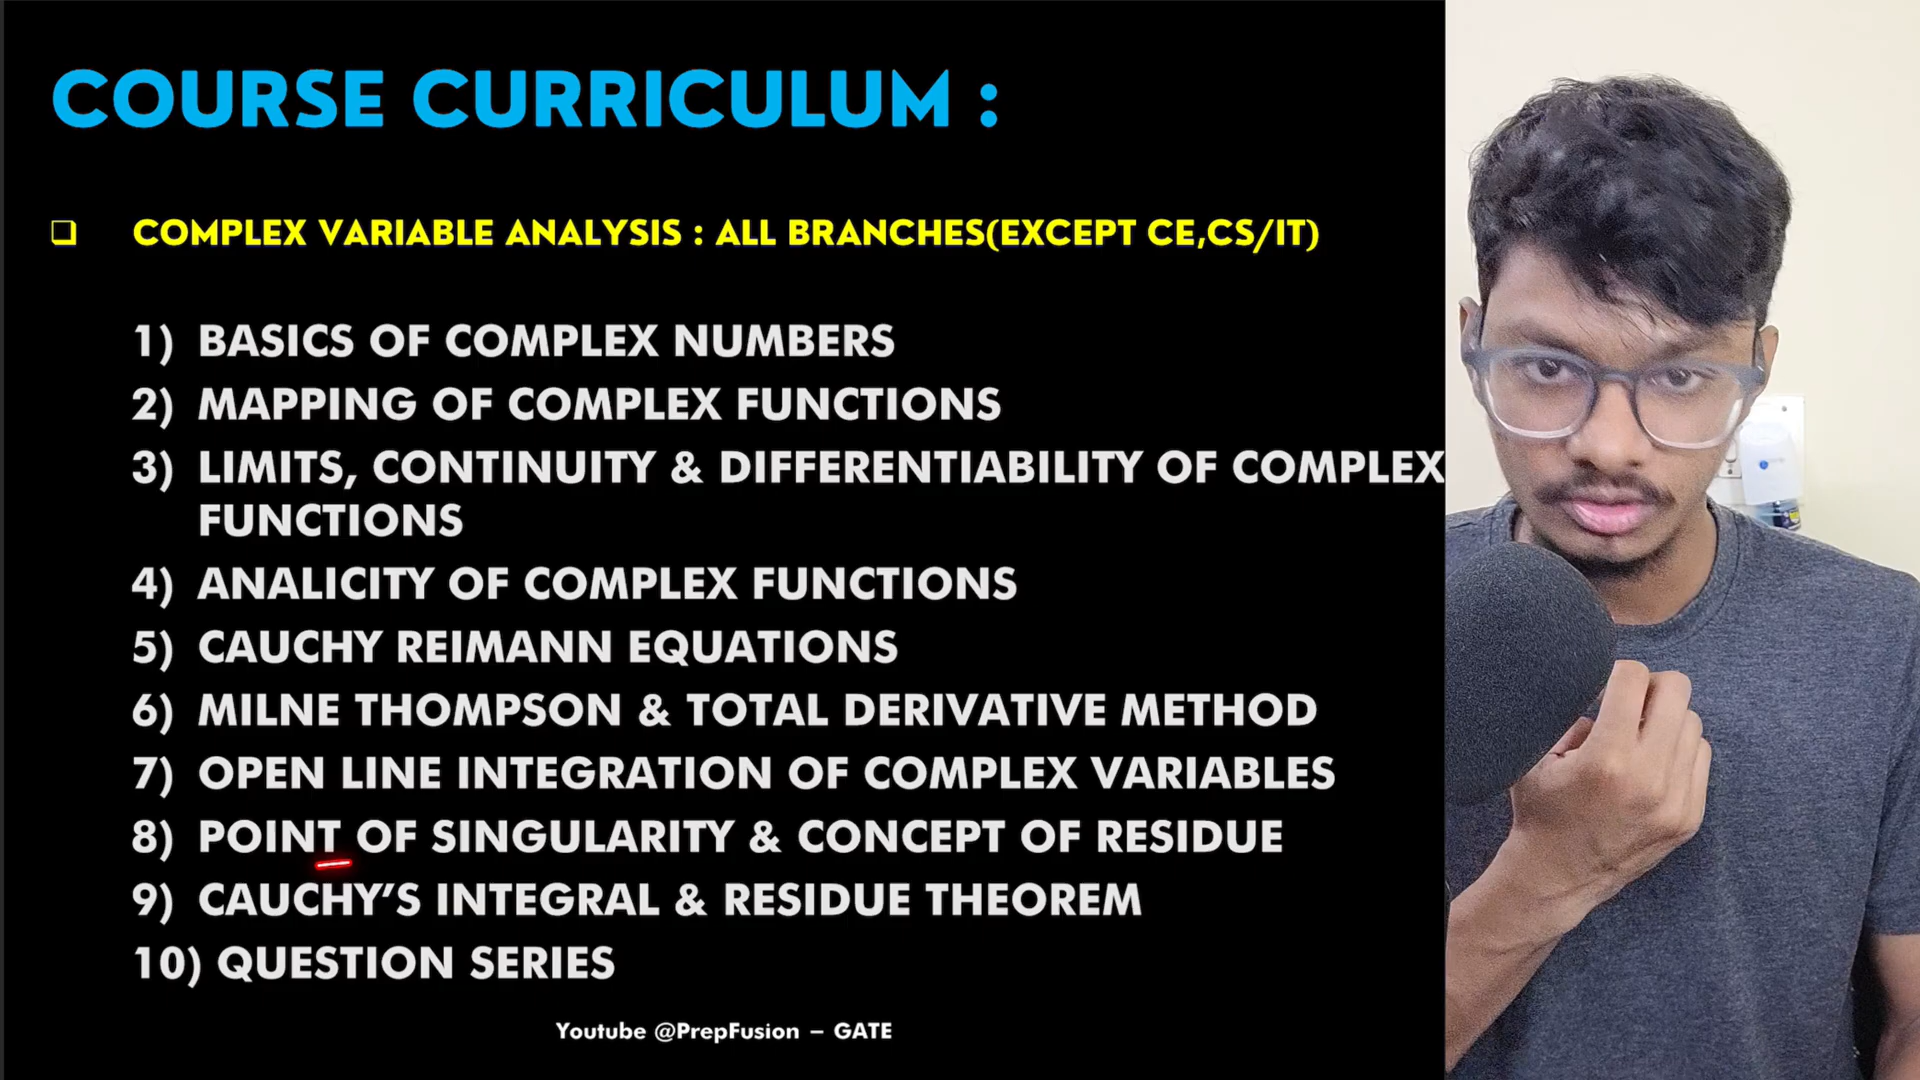 COURSE CURRICULUM :
❑ COMPLEX VARIABLE ANALYSIS : ALL BRANCHES(EXCEPT CE,CS/IT)
1) BASICS OF COMPLEX NUMBERS
2) MAPPING OF COMPLEX FUNCTIONS
3) LIMITS, CONTINUITY & DIFFERENTIABILITY OF COMPLEX
FUNCTIONS
4) ANALICITY OF COMPLEX FUNCTIONS
5) CAUCHY REIMANN EQUATIONS
6) MILNE THOMPSON & TOTAL DERIVATIVE METHOD
7) OPEN LINE INTEGRATION OF COMPLEX VARIABLES
8) POINT OF SINGULARITY & CONCEPT OF RESIDUE
9) CAUCHY’S INTEGRAL & RESIDUE THEOREM
10) QUESTION SERIES
Youtube @PrepFusion – GATE